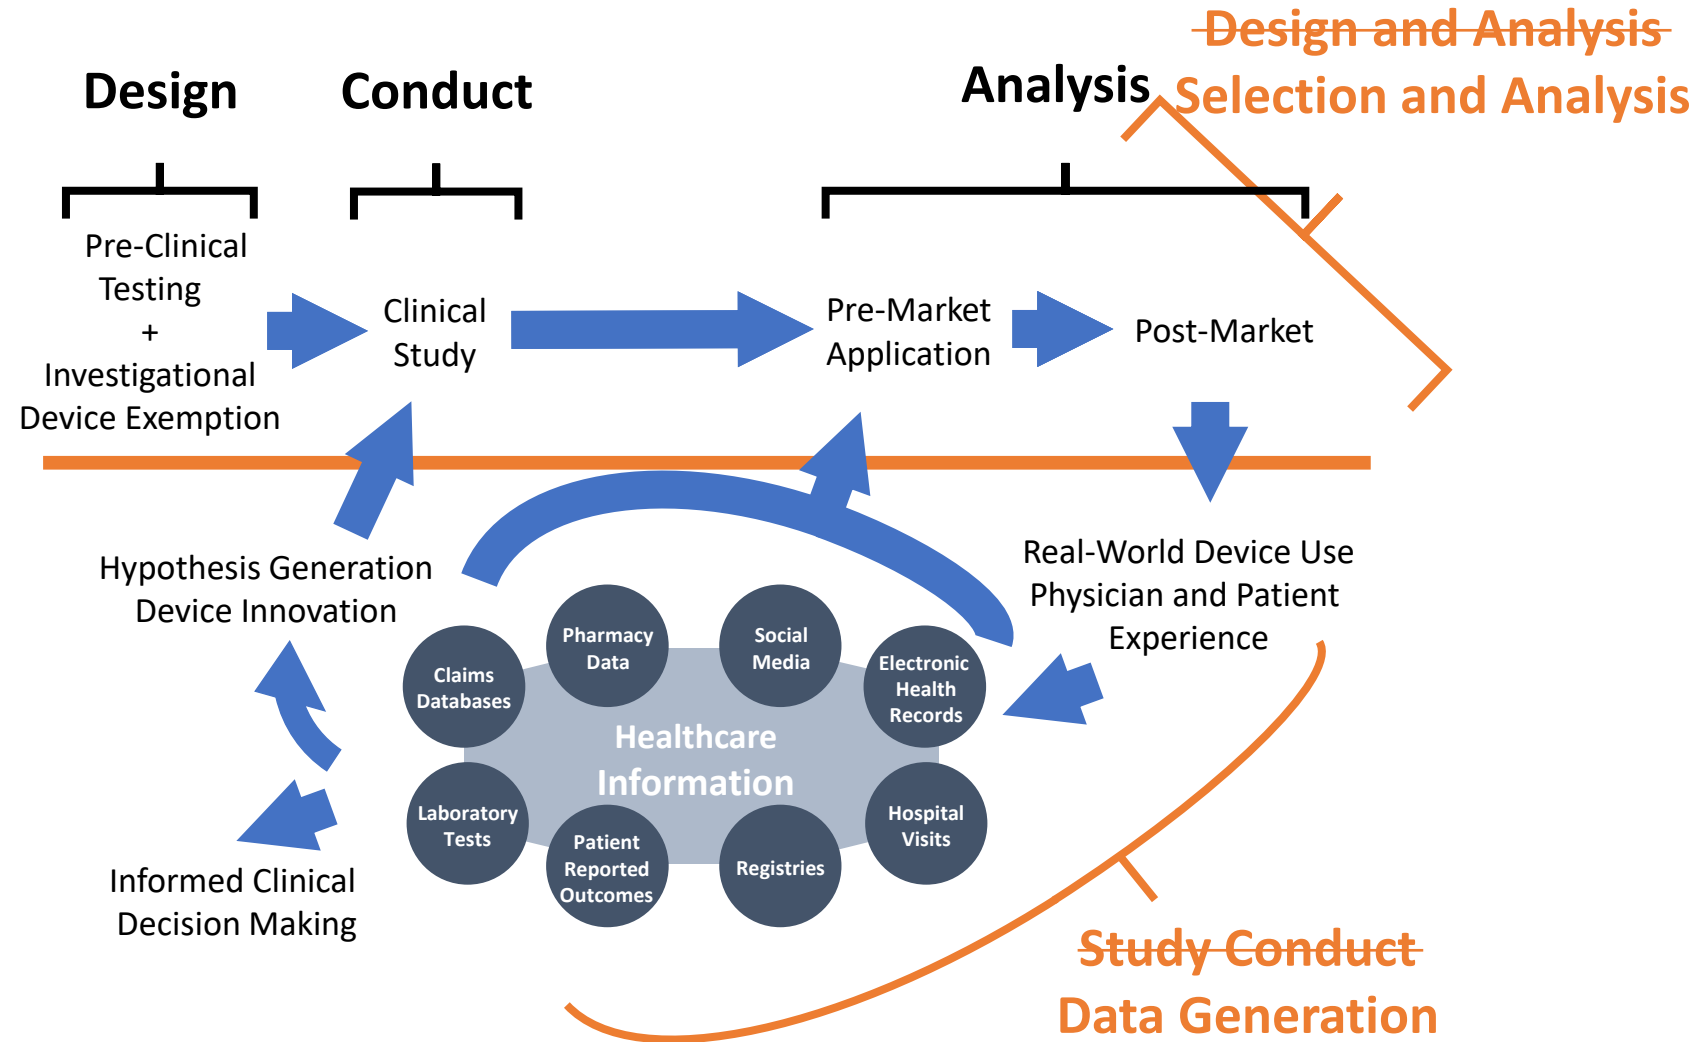 Design and Analysis
Selection and Analysis
Design
Conduct
Analysis
Pre-Clinical
Testing
+
Investigational
Device Exemption
Clinical
Study
Pre-Market
Application
Post-Market
Hypothesis Generation
Device Innovation
Real-World Device Use
Physician and Patient
Experience
Claims
Databases
Pharmacy
Data
Social
Media
Electronic
Health
Records
Healthcare
Information
Laboratory
Tests
Patient
Reported
Outcomes
Registries
Hospital
Visits
Informed Clinical
Decision Making
Study Conduct
Data Generation